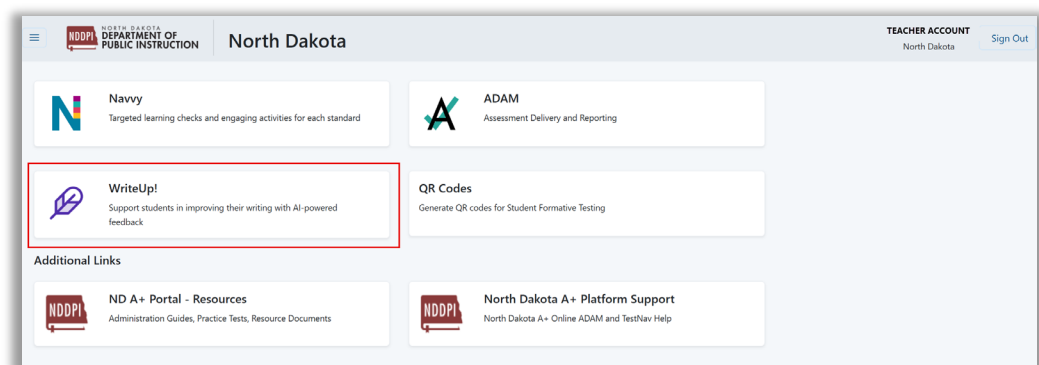 NDDPI
NORTH DAKOTA
DEPARTMENT OF
PUBLIC INSTRUCTION
North Dakota
TEACHER ACCOUNT
North Dakota
Sign Out
Navvy
Targeted learning checks and engaging activities for each standard
ADAM
Assessment Delivery and Reporting
WriteUp!
Support students in improving their writing with AI-powered
feedback
QR Codes
Generate QR codes for Student Formative Testing
Additional Links
NDDPI
ND A+ Portal - Resources
Administration Guides, Practice Tests, Resource Documents
NDDPI
North Dakota A+ Platform Support
North Dakota A+ Online ADAM and TestNav Help